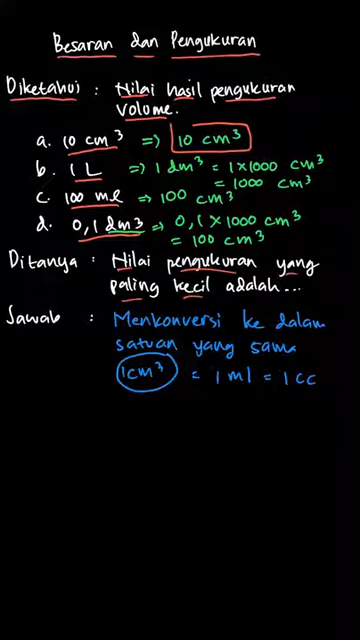 Besaran dan Pengukuran
Diketahui : Nilai hasil pengukuran
volume.
a. 10 cm³ => 10 cm³
b. 1 L => 1 dm³ = 1 x 1000 cm³
= 1000 cm³
c. 100 ml => 100 cm³
d. 0,1 dm³ => 0,1 x 1000 cm³
= 100 cm³
Ditanya : Nilai pengukuran yang
paling kecil adalah...
Jawab : Menkonversi ke dalam
satuan yang sama
1 cm³ = 1 ml = 1 cc